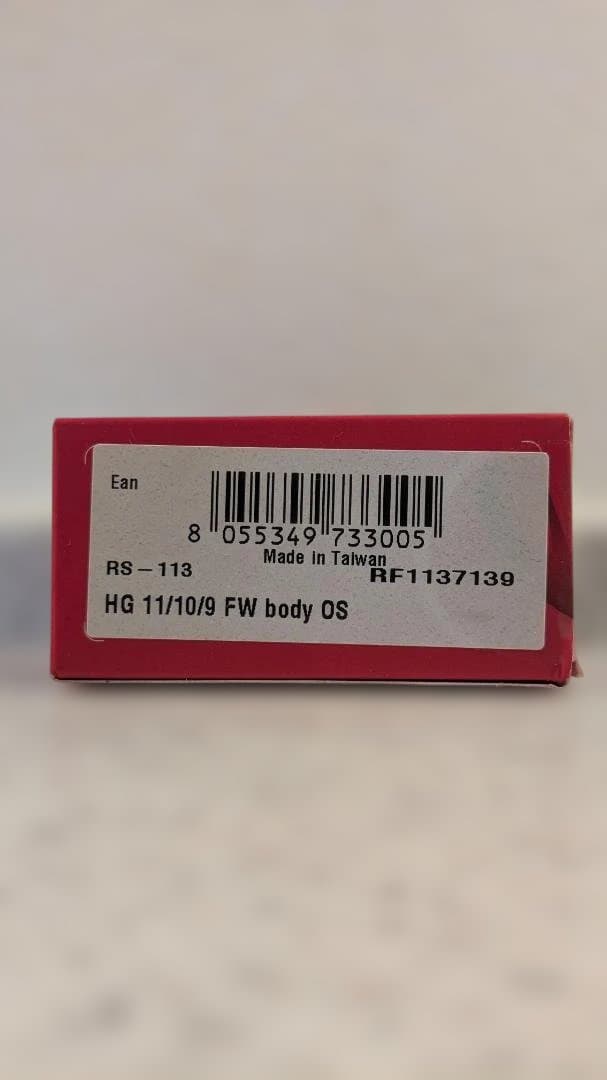 Ean
8 055349 733005
Made in Taiwan
RS – 113
RF1137139
HG 11/10/9 FW body OS